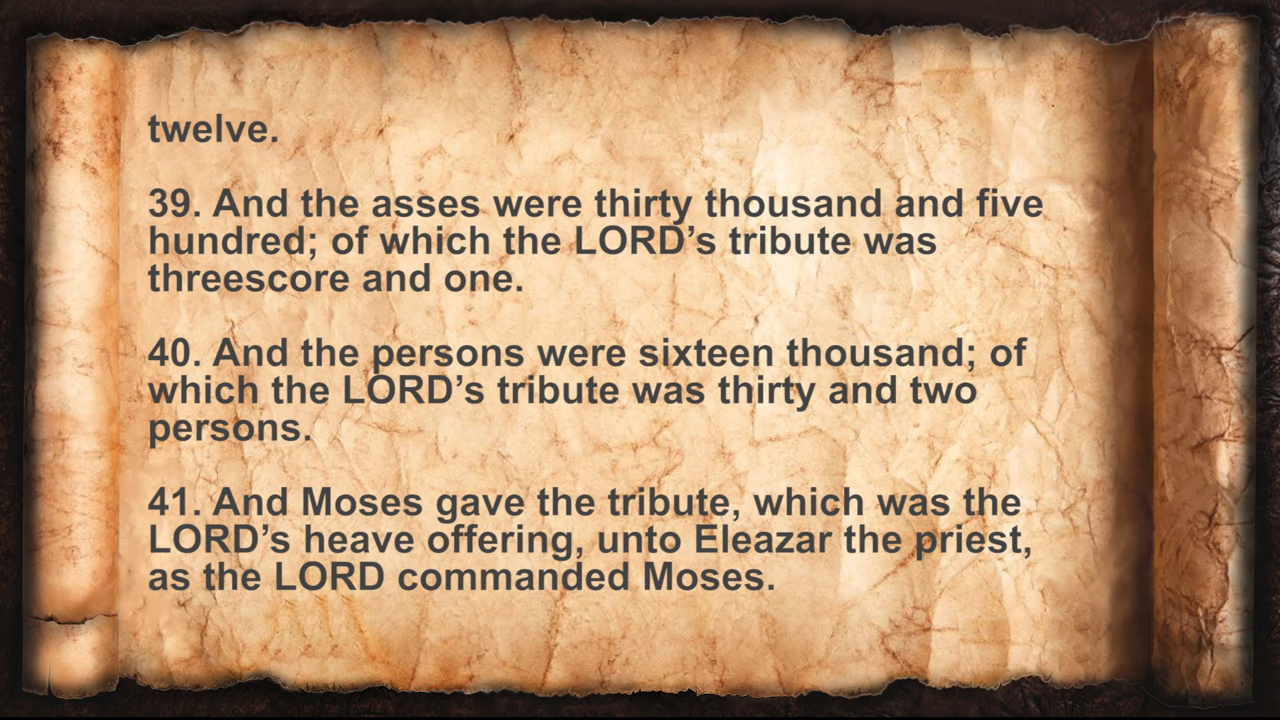 twelve.
39. And the asses were thirty thousand and five
hundred; of which the LORD’s tribute was
threescore and one.
40. And the persons were sixteen thousand; of
which the LORD’s tribute was thirty and two
persons.
41. And Moses gave the tribute, which was the
LORD’s heave offering, unto Eleazar the priest,
as the LORD commanded Moses.